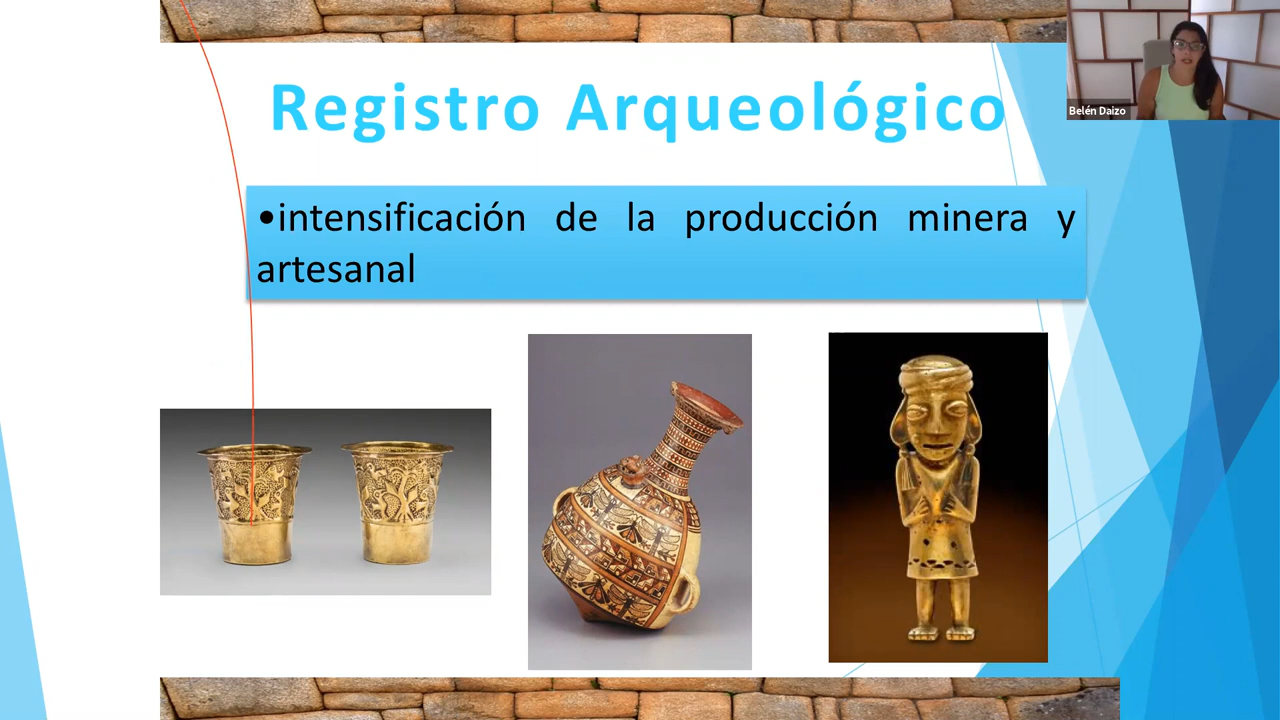 Registro Arqueológico
•intensificación de la producción minera y
artesanal
Belén Daizo